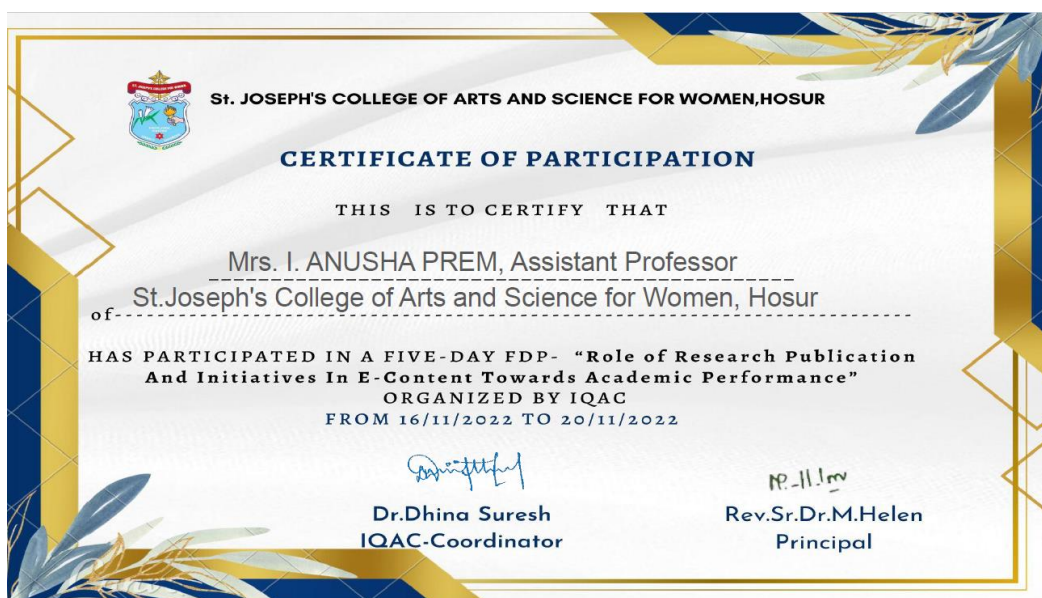 St. JOSEPH'S COLLEGE OF ARTS AND SCIENCE FOR WOMEN,HOSUR
CERTIFICATE OF PARTICIPATION
THIS IS TO CERTIFY THAT
Mrs. I. ANUSHA PREM, Assistant Professor
of St.Joseph's College of Arts and Science for Women, Hosur
HAS PARTICIPATED IN A FIVE-DAY FDP- “Role of Research Publication
And Initiatives In E-Content Towards Academic Performance”
ORGANIZED BY IQAC
FROM 16/11/2022 TO 20/11/2022
Dr.Dhina Suresh
IQAC-Coordinator
Rev.Sr.Dr.M.Helen
Principal